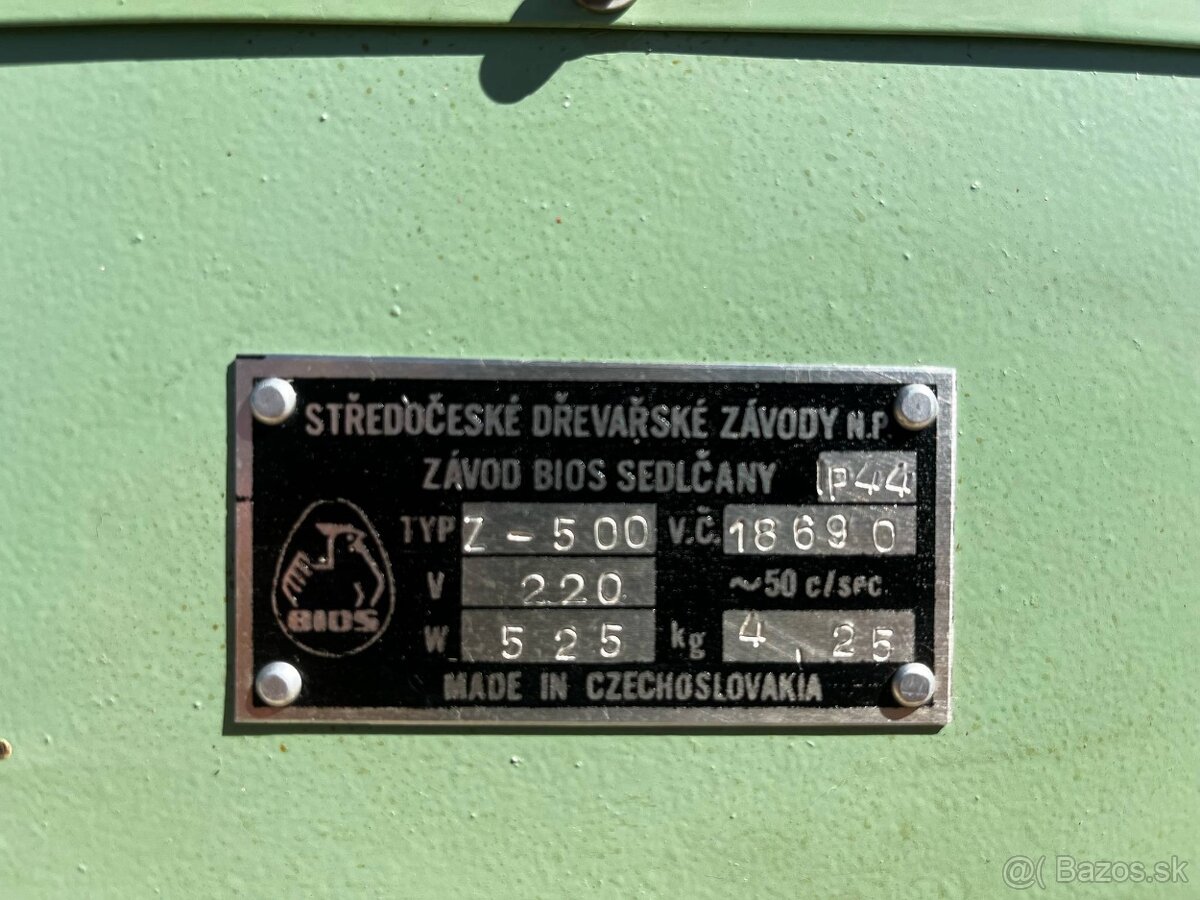 STŘEDOČESKÉ DŘEVAŘSKÉ ZÁVODY N.P
ZÁVOD BIOS SEDLČANY IP44
TYP Z-500 V.Č. 18690
V 220 ~50 c/sec.
W 525 kg 4,25
BIOS
MADE IN CZECHOSLOVAKIA
@( Bazos.sk